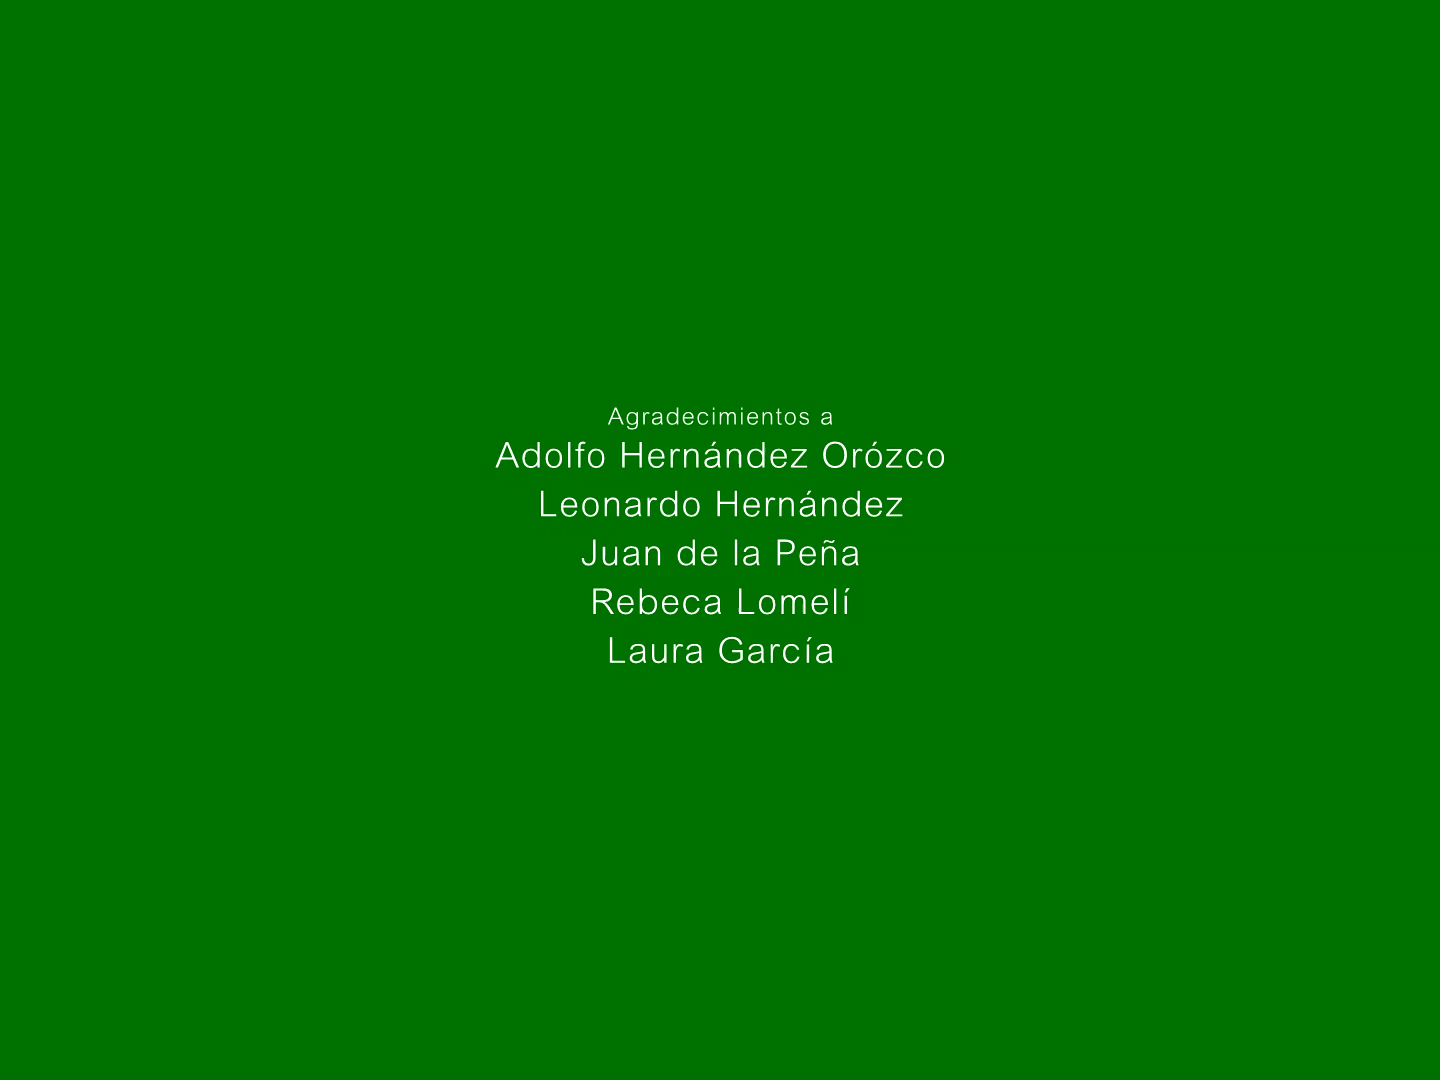 Agradecimientos a
Adolfo Hernández Orózco
Leonardo Hernández
Juan de la Peña
Rebeca Lomelí
Laura García